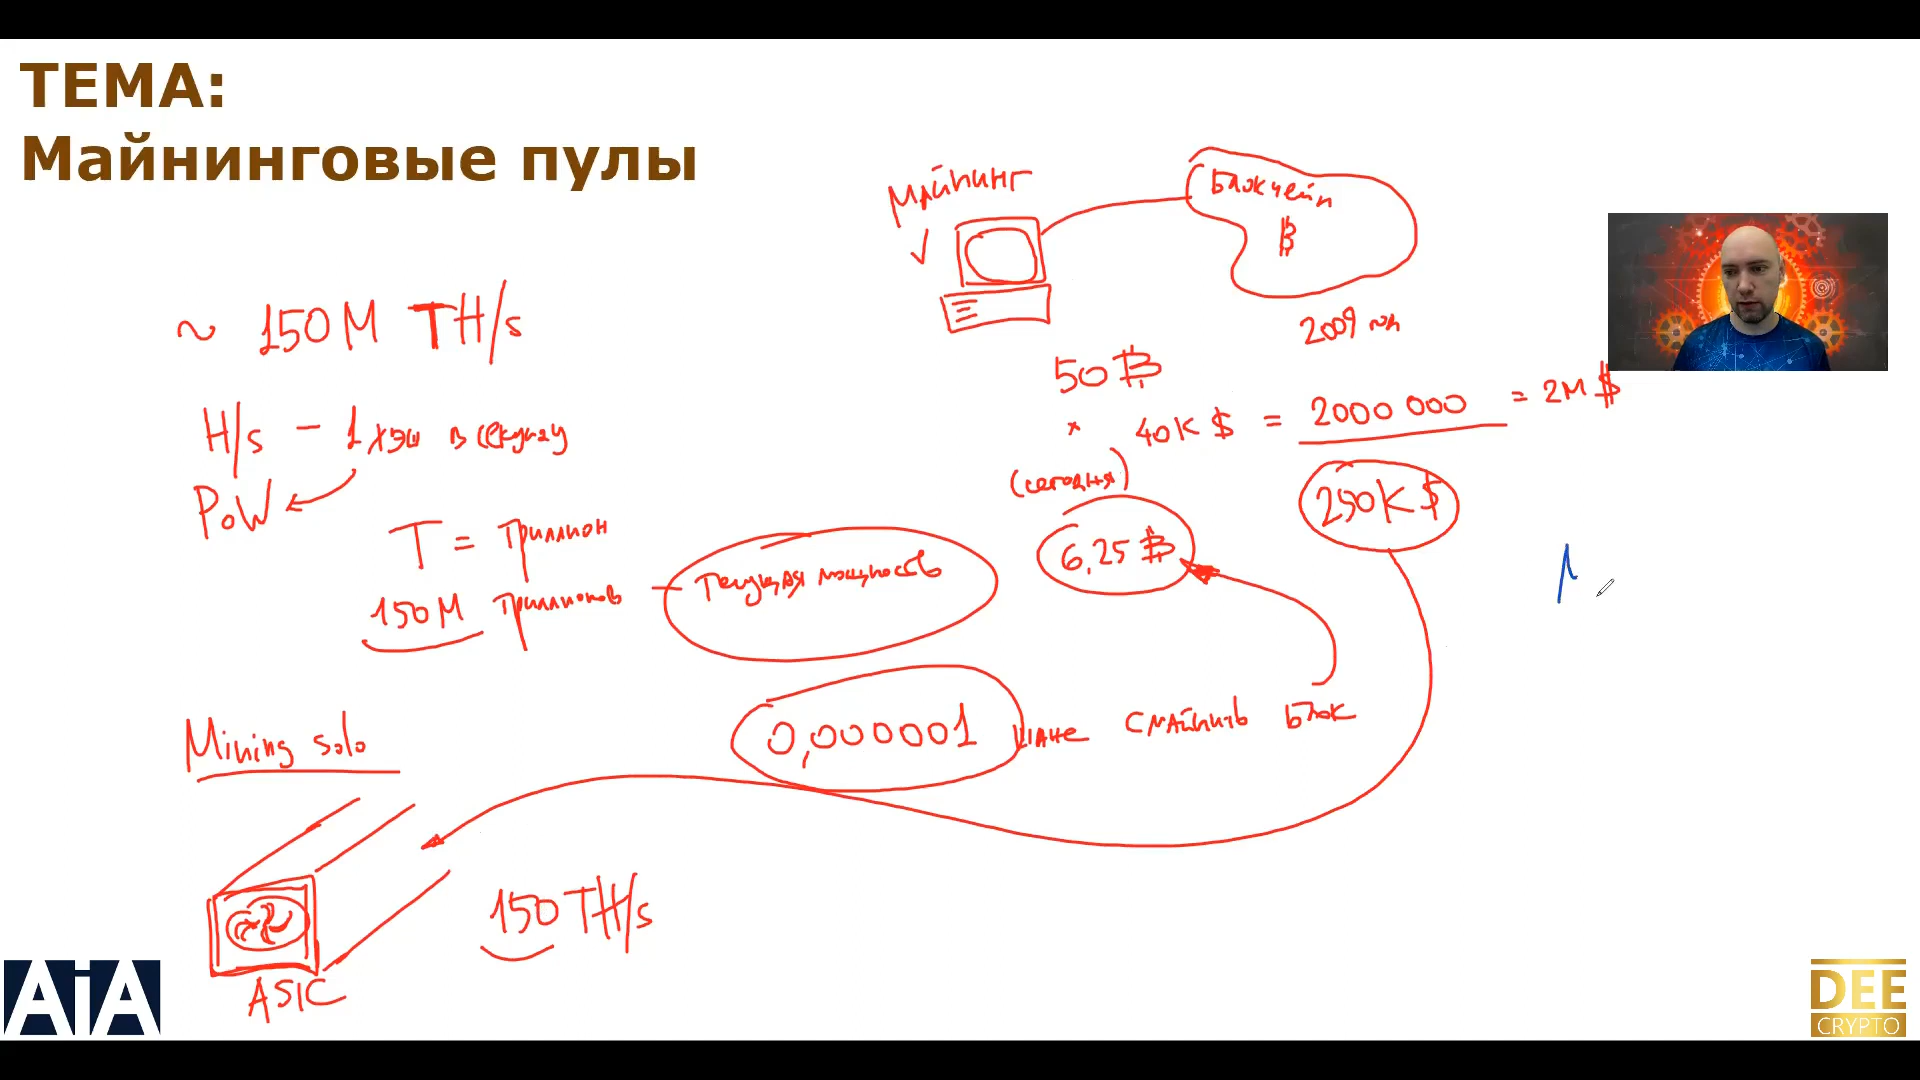 ТЕМА:
Майнинговые пулы
майнинг
Блокчейн
₿
2009 год
~ 150M TH/s
50 ₿
× 40K $ = 2000 000 = 2M $
H/s - 1 хэш в секунду
PoW
(сегодня)
6,25 ₿
250K $
T = триллион
150M триллионов - текущая мощность
Mining solo
0,000001 шанс смайнить блок
150 TH/s
ASIC
AiA
DEE
CRYPTO